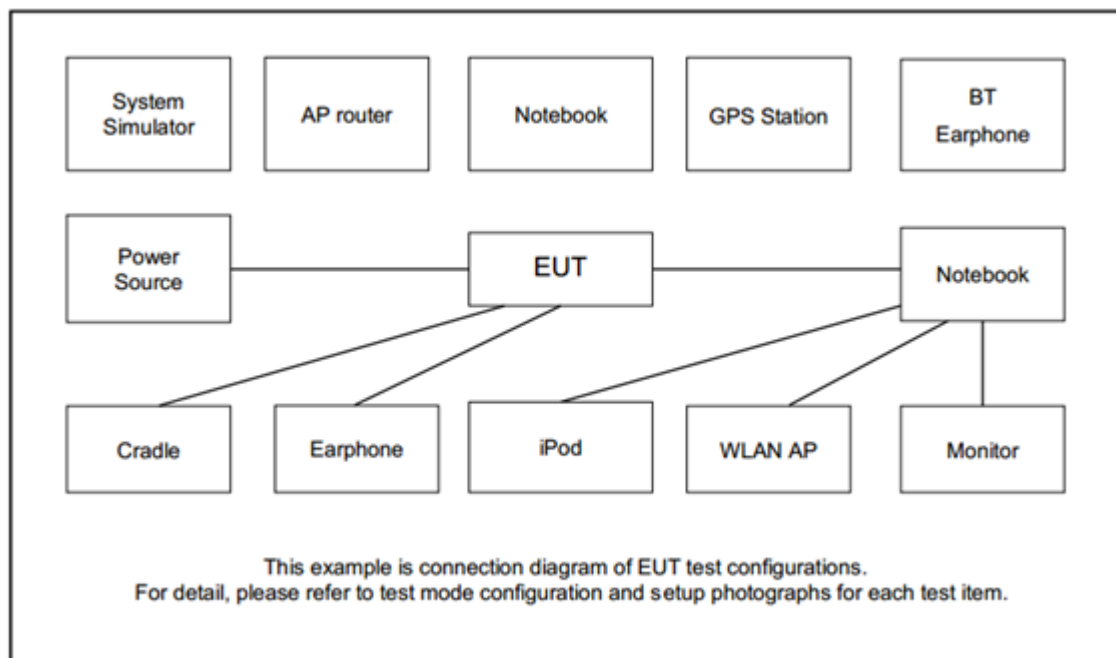 System
Simulator
AP router
Notebook
GPS Station
BT
Earphone
Power
Source
EUT
Notebook
Cradle
Earphone
iPod
WLAN AP
Monitor
This example is connection diagram of EUT test configurations.
For detail, please refer to test mode configuration and setup photographs for each test item.